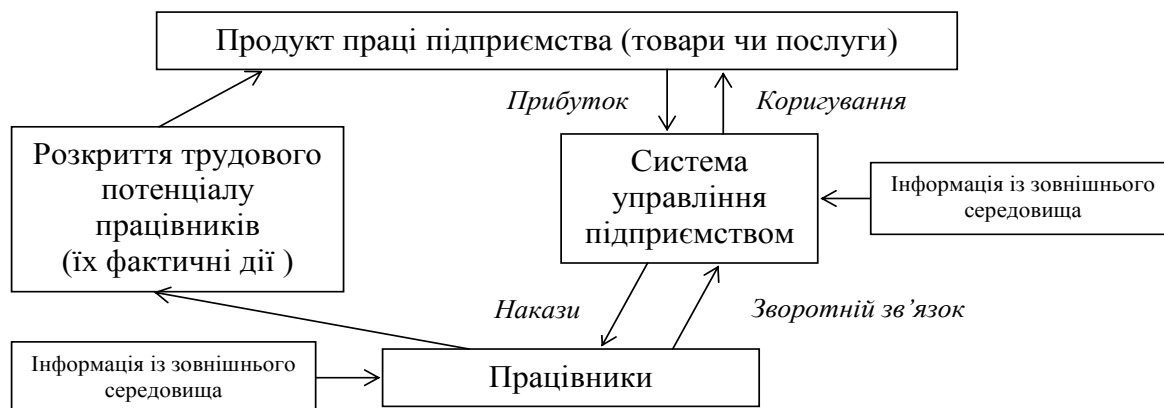 Продукт праці підприємства (товари чи послуги)
Прибуток
Коригування
Розкриття трудового
потенціалу
працівників
(їх фактичні дії )
Система
управління
підприємством
Інформація із зовнішнього
середовища
Накази
Зворотній зв’язок
Інформація із зовнішнього
середовища
Працівники